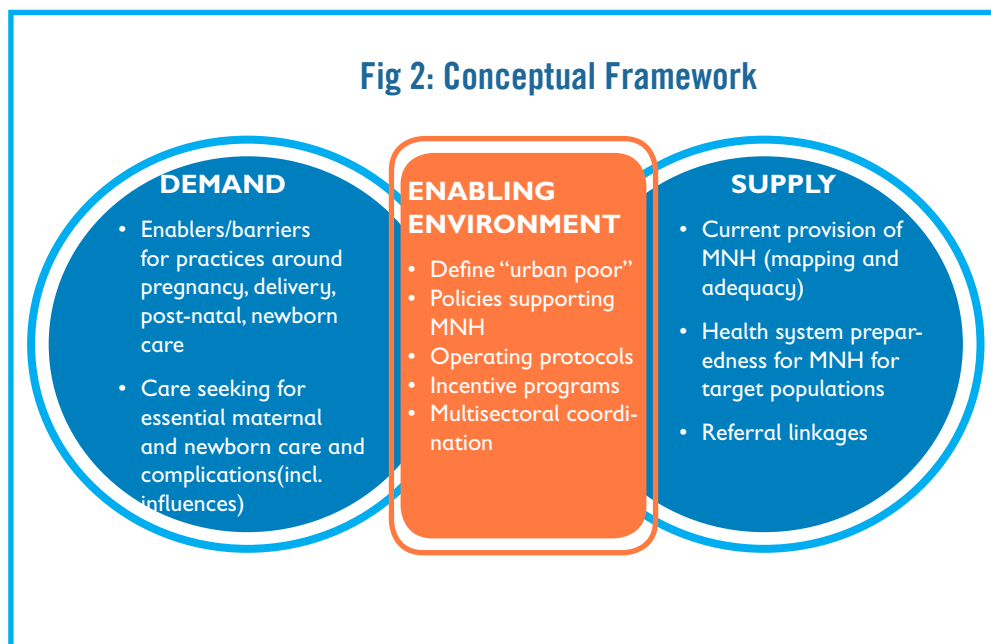 Fig 2: Conceptual Framework
DEMAND
• Enablers/barriers
for practices around
pregnancy, delivery,
post-natal, newborn
care
• Care seeking for
essential maternal
and newborn care and
complications(incl.
influences)
ENABLING
ENVIRONMENT
• Define “urban poor”
• Policies supporting
MNH
• Operating protocols
• Incentive programs
• Multisectoral coordi-
nation
SUPPLY
• Current provision of
MNH (mapping and
adequacy)
• Health system prepar-
edness for MNH for
target populations
• Referral linkages